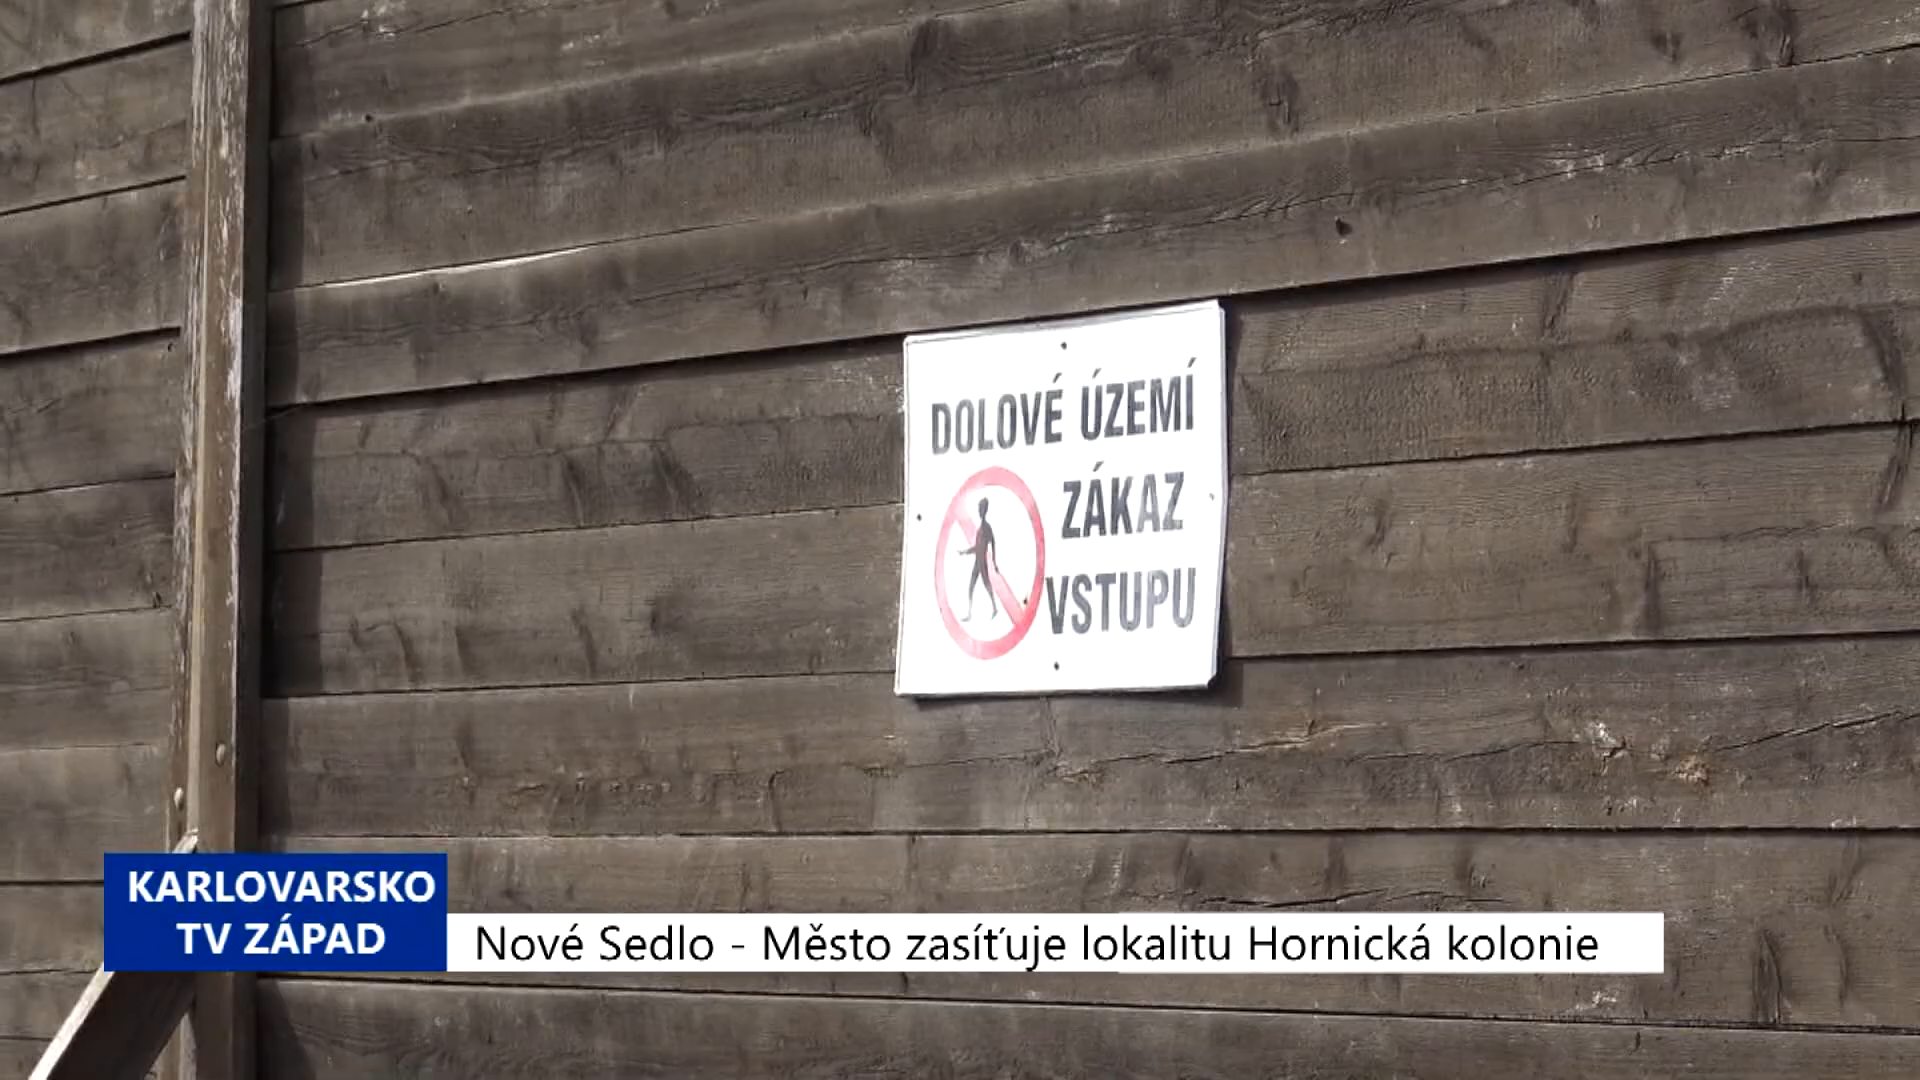 DOLOVÉ ÚZEMÍ
ZÁKAZ
VSTUPU
KARLOVARSKO
TV ZÁPAD
Nové Sedlo - Město zasíťuje lokalitu Hornická kolonie